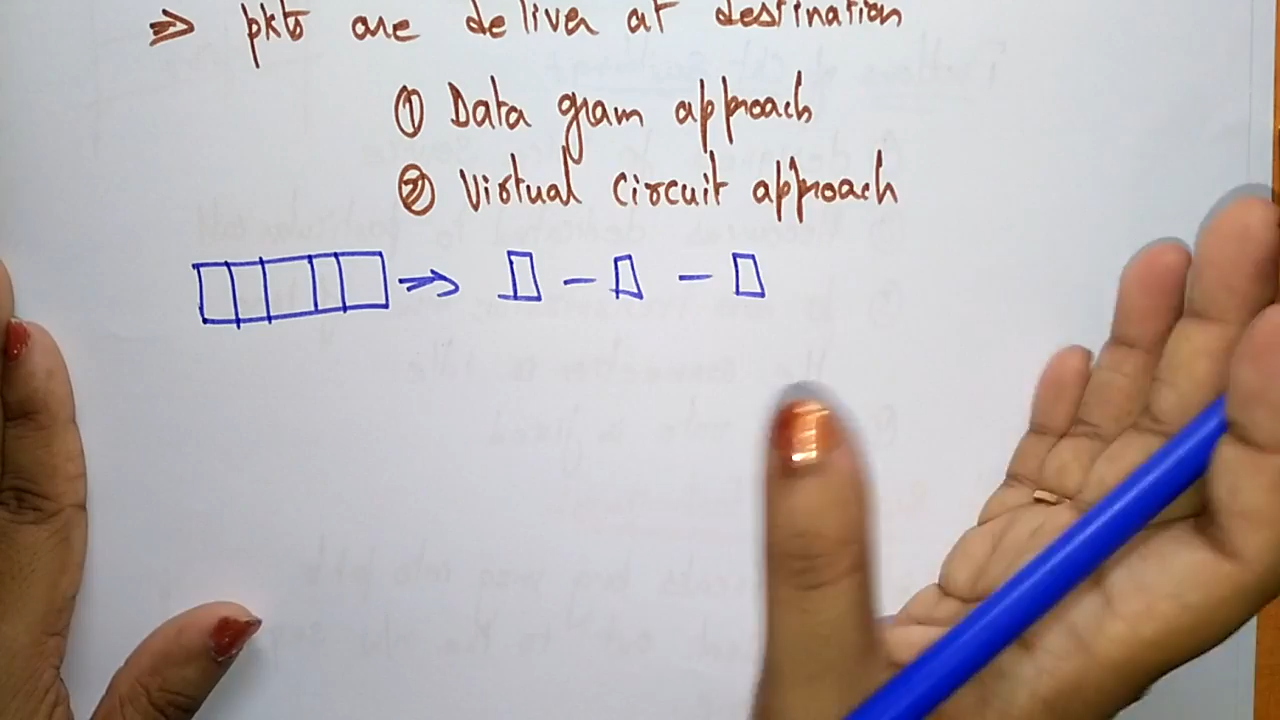 ⇒ pkts are deliver at destination
① Data gram approach
② Virtual Circuit approach